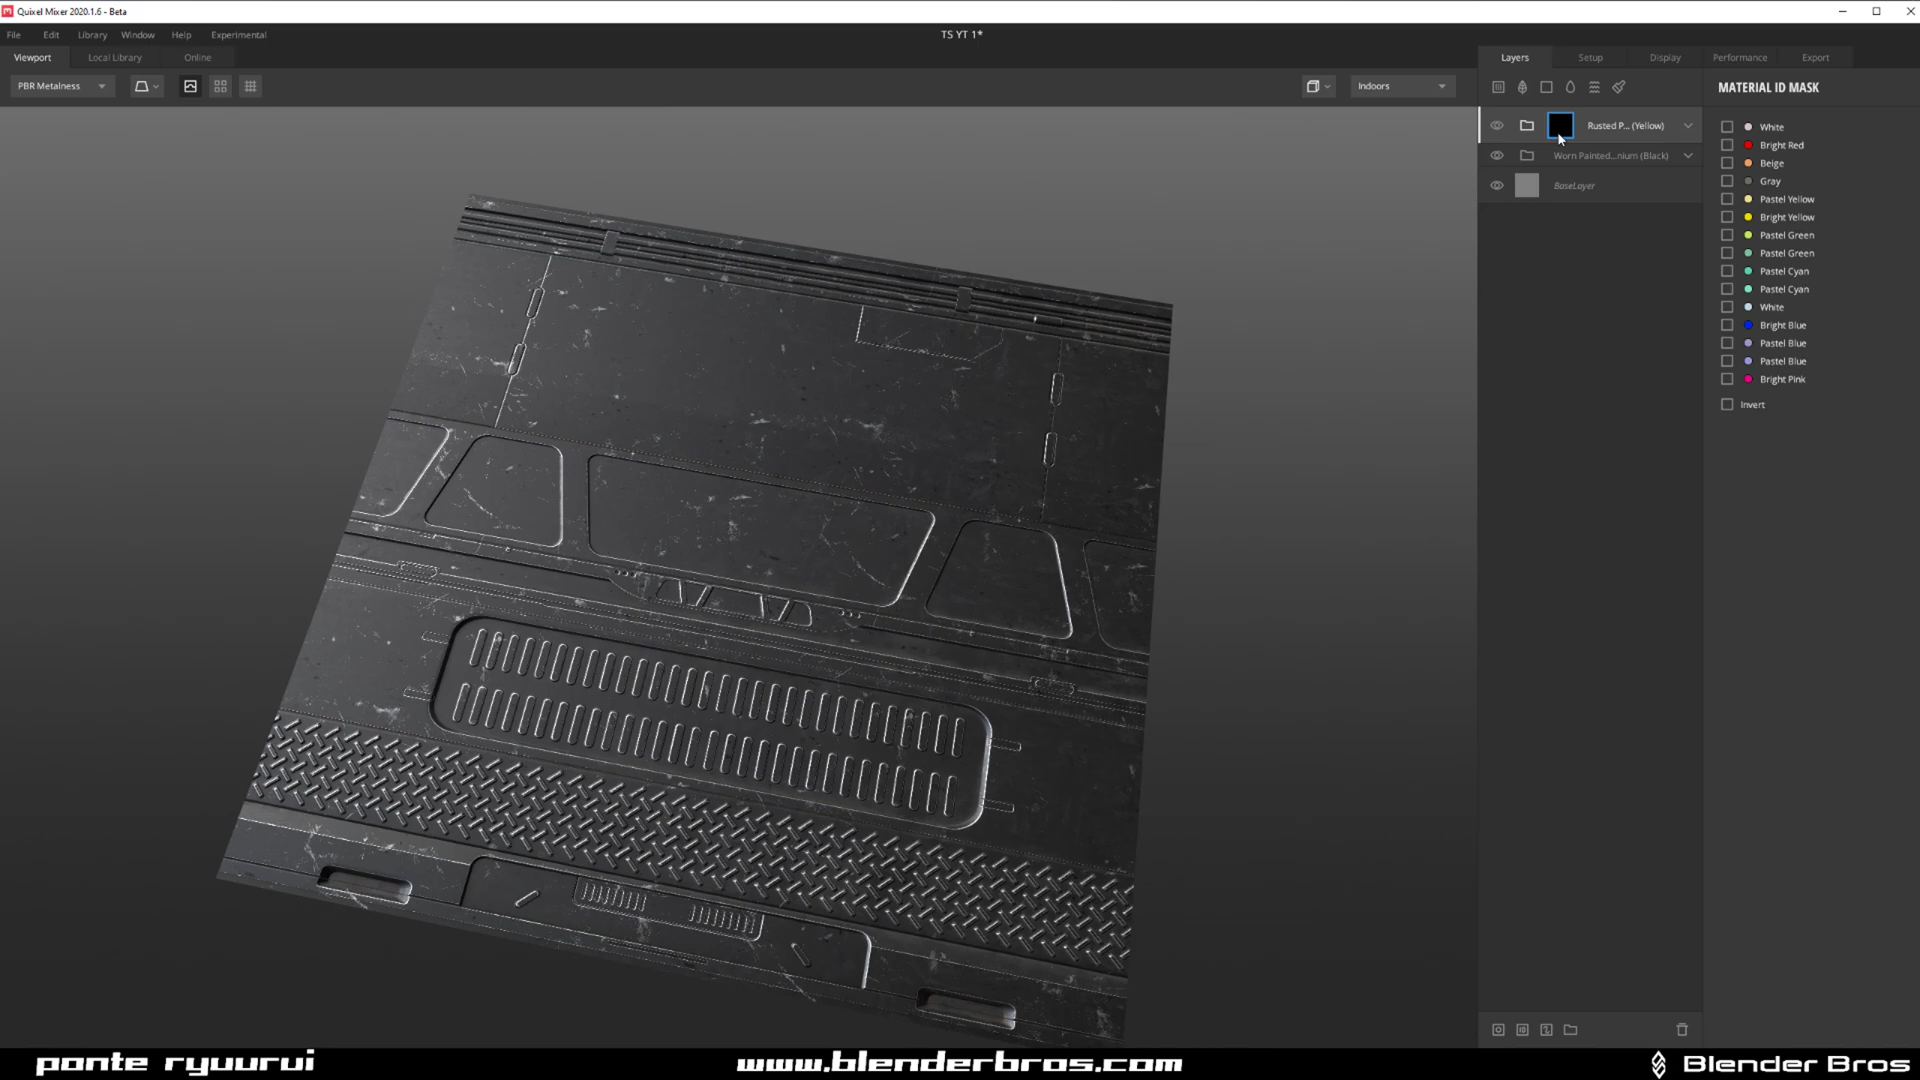 Quixel Mixer 2020.1.6 - Beta
File Edit Library Window Help Experimental
TS YT 1*
Viewport Local Library Online
Layers Setup Display Performance Export
PBR Metalness
Indoors
MATERIAL ID MASK
Rusted P... (Yellow)
Worn Painted...nium (Black)
BaseLayer
White
Bright Red
Beige
Gray
Pastel Yellow
Bright Yellow
Pastel Green
Pastel Green
Pastel Cyan
Pastel Cyan
White
Bright Blue
Pastel Blue
Pastel Blue
Bright Pink
Invert
ponte ryuurui
www.blenderbros.com
Blender Bros